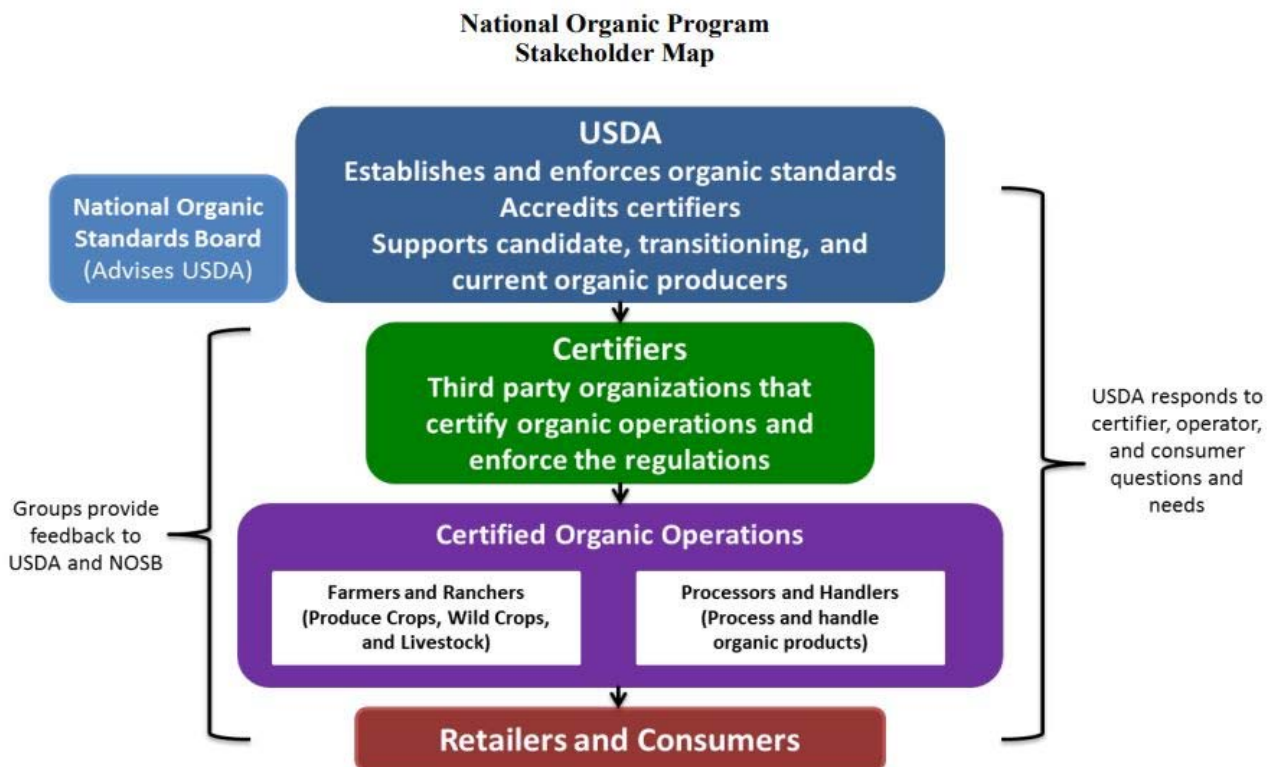 National Organic Program
Stakeholder Map
USDA
Establishes and enforces organic standards
Accredits certifiers
Supports candidate, transitioning, and
current organic producers
National Organic
Standards Board
(Advises USDA)
Certifiers
Third party organizations that
certify organic operations and
enforce the regulations
USDA responds to
certifier, operator,
and consumer
questions and
needs
Groups provide
feedback to
USDA and NOSB
Certified Organic Operations
Farmers and Ranchers
(Produce Crops, Wild Crops,
and Livestock)
Processors and Handlers
(Process and handle
organic products)
Retailers and Consumers